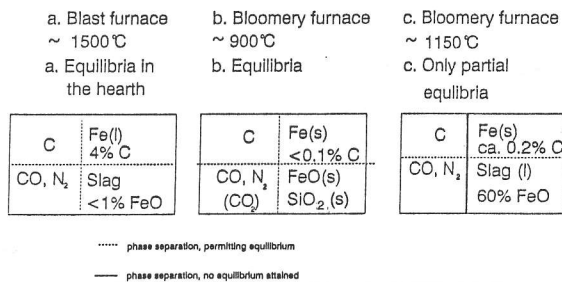 a. Blast furnace
~ 1500℃
a. Equilibria in
the hearth
C
Fe(l)
4% C
CO, N₂
Slag
<1% FeO
b. Bloomery furnace
~ 900℃
b. Equilibria
C
Fe(s)
<0.1% C
CO, N₂
(CO₂)
FeO(s)
SiO₂(s)
c. Bloomery furnace
~ 1150℃
c. Only partial
equlibria
C
Fe(s)
ca. 0.2% C
CO, N₂
Slag (l)
60% FeO
phase separation, permitting equilibrium
phase separation, no equilibrium attained